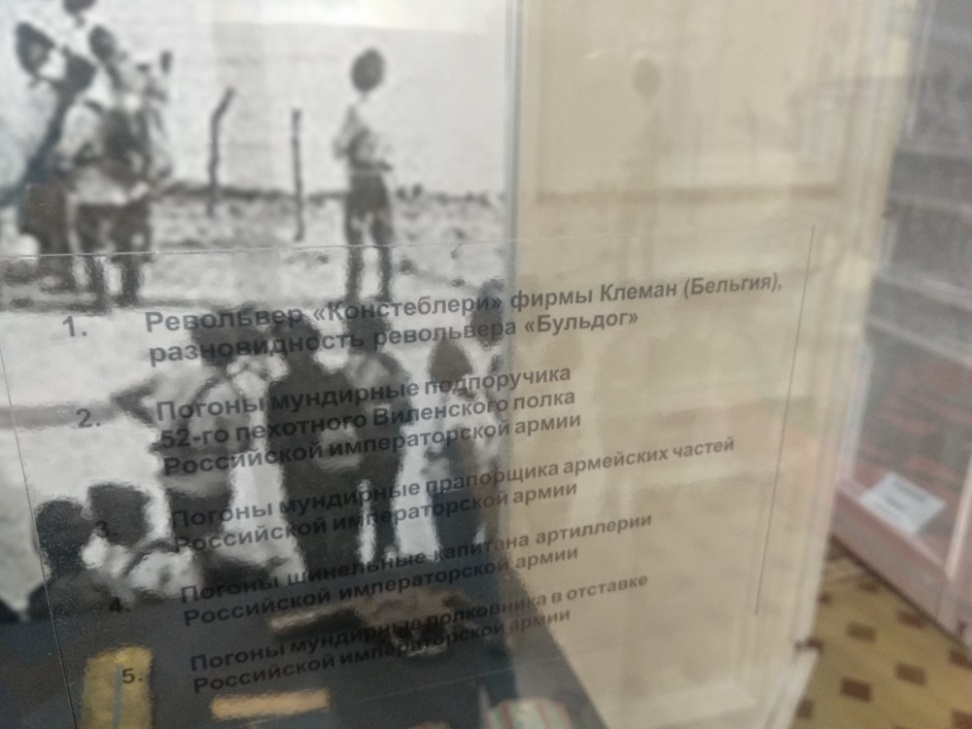 1. Револьвер «Констеблери» фирмы Клеман (Бельгия),
разновидность револьвера «Бульдог»
2. Погоны мундирные подпоручика
52-го пехотного Виленского полка
Российской императорской армии
3. Погоны мундирные прапорщика армейских частей
Российской императорской армии
4. Погоны шинельные капитана артиллерии
Российской императорской армии
5. Погоны мундирные полковника в отставке
Российской императорской армии